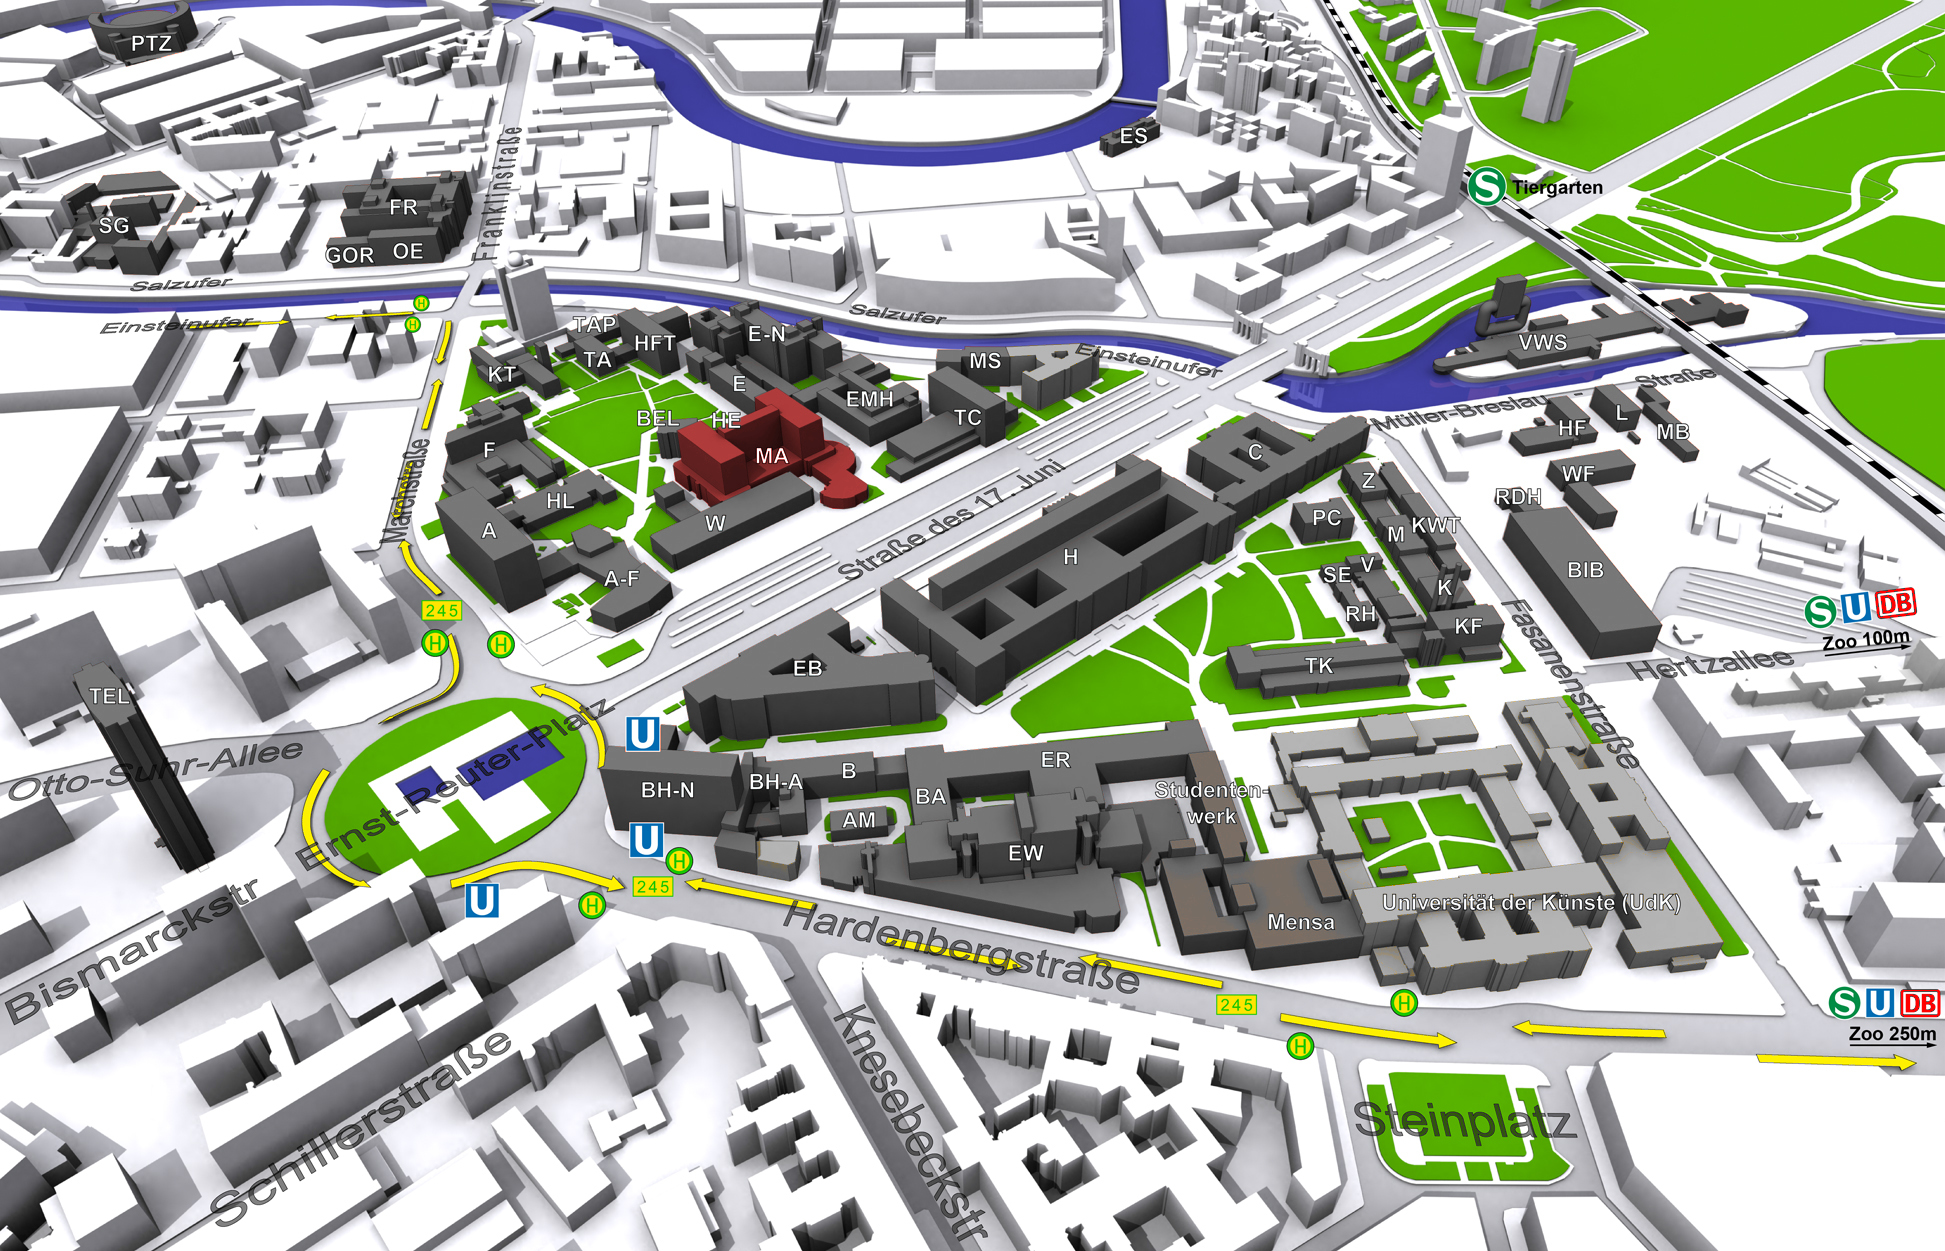 PTZ
ES
S Tiergarten
Franklinstraße
FR
SG
GOR
OE
Salzufer
Salzufer
Einsteinufer
H
H
TAP
HFT
E-N
TA
KT
E
MS
Einsteinufer
VWS
Müller-Breslau-
Straße
EMH
TC
BEL
HE
MA
L
HF
MB
F
C
WF
Z
RDH
HL
Marchstraße
A
W
Straße des 17. Juni
PC
M
KWT
H
V
SE
BIB
K
A-F
RH
KF
245
H
H
S U DB
Zoo 100m
Hertzallee
Fasanenstraße
EB
TK
TEL
U
Otto-Suhr-Allee
Ernst-Reuter-Platz
BH-N
BH-A
B
ER
BA
Studenten-
werk
AM
U
EW
H
245
U
H
Bismarckstr
Universität der Künste (UdK)
Mensa
Hardenbergstraße
245
H
H
S U DB
Zoo 250m
Knesebeckstr
Schillerstraße
Steinplatz